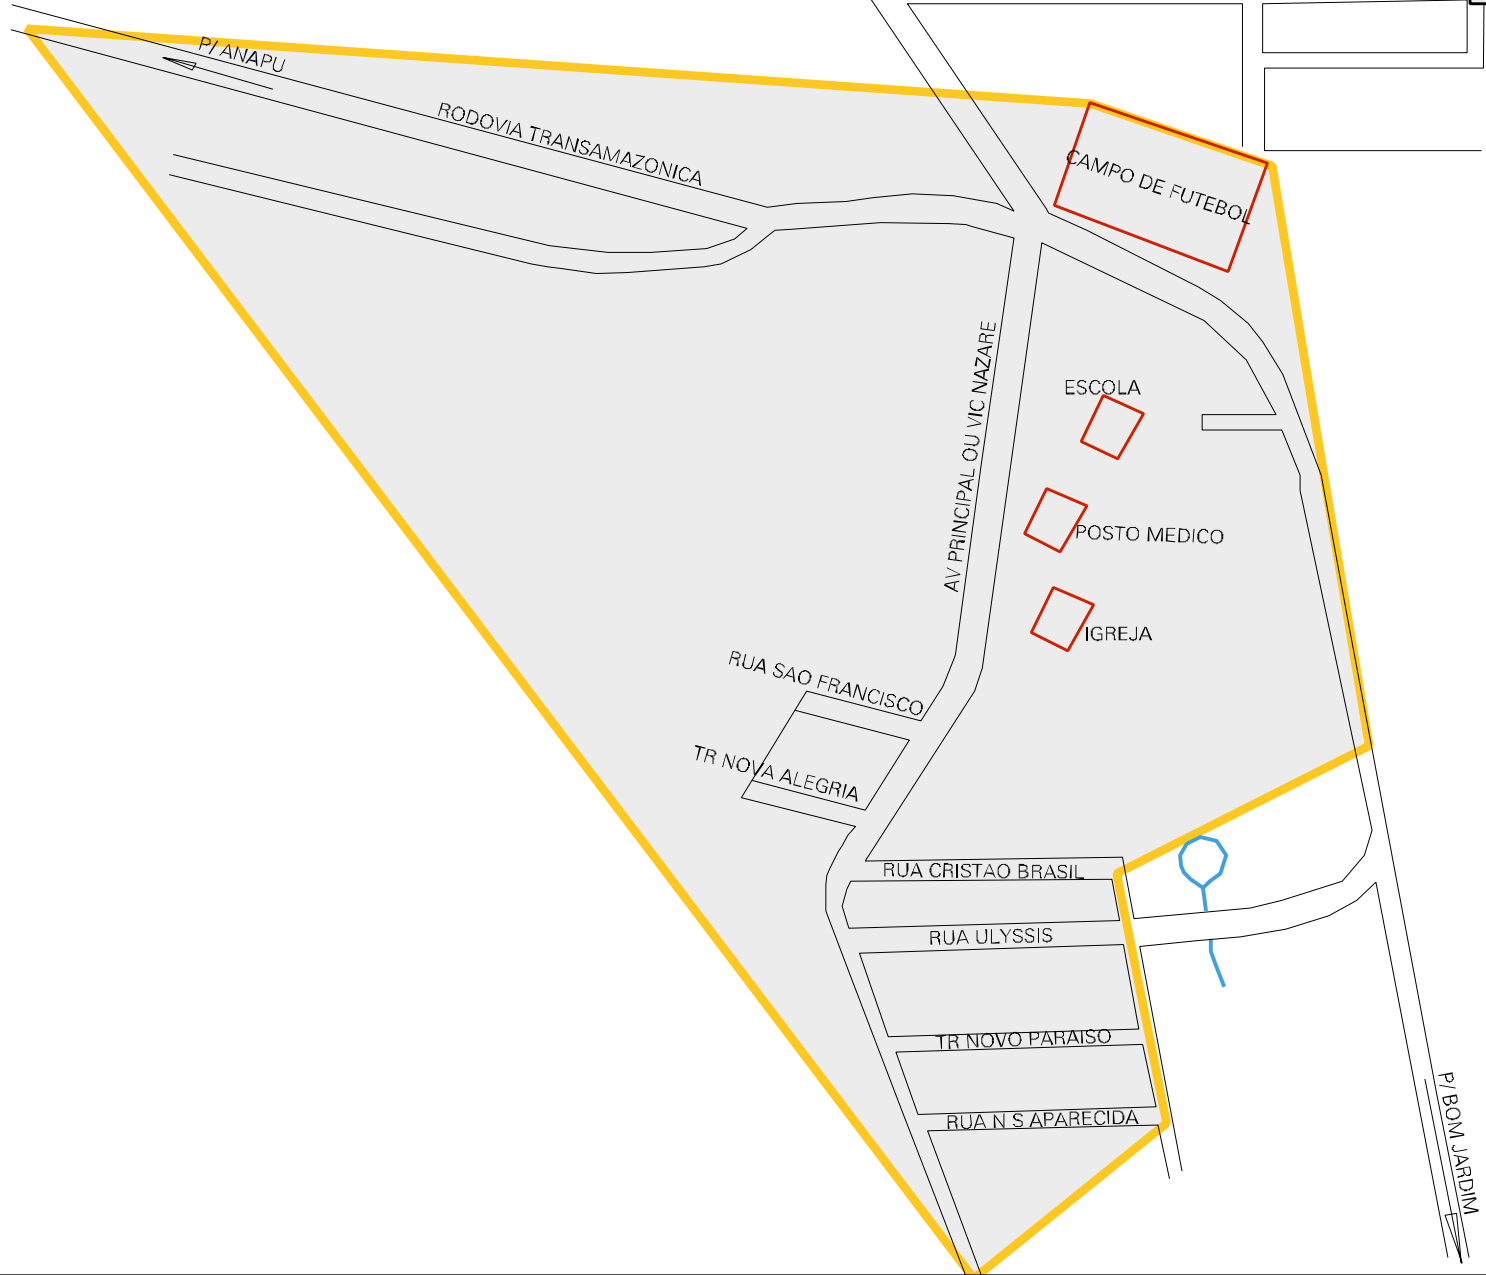 P/ ANAPU
RODOVIA TRANSAMAZONICA
CAMPO DE FUTEBOL
AV PRINCIPAL OU VIC NAZARE
ESCOLA
POSTO MEDICO
IGREJA
RUA SAO FRANCISCO
TR NOVA ALEGRIA
RUA CRISTAO BRASIL
RUA ULYSSIS
TR NOVO PARAISO
RUA N S APARECIDA
P/ BOM JARDIM